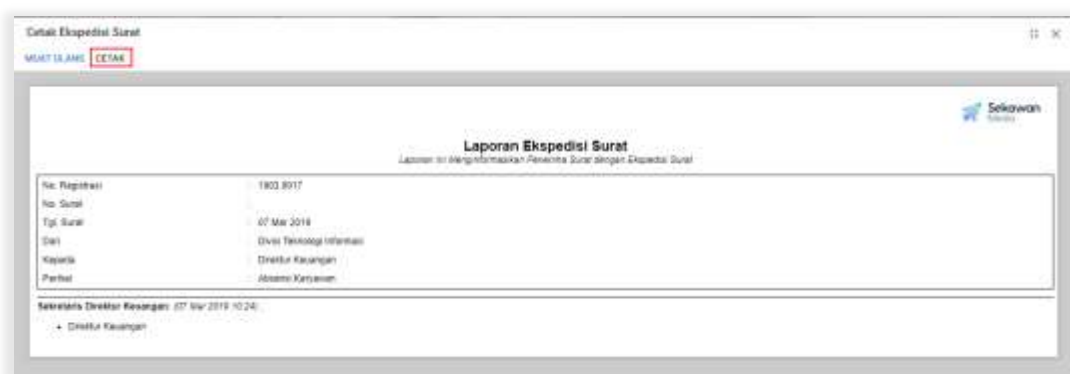 Cetak Ekspedisi Surat
MUAT ULANG CETAK
Sekawan
Media
Laporan Ekspedisi Surat
Laporan ini Menginformasikan Penerima Surat dengan Ekspedisi Surat
No. Registrasi : 1903.0017
No. Surat :
Tgl. Surat : 07 Mar 2019
Dari : Divisi Teknologi Informasi
Kepada : Direktur Keuangan
Perihal : Absensi Karyawan
Sekretaris Direktur Keuangan: (07 Mar 2019 10:24)
• Direktur Keuangan